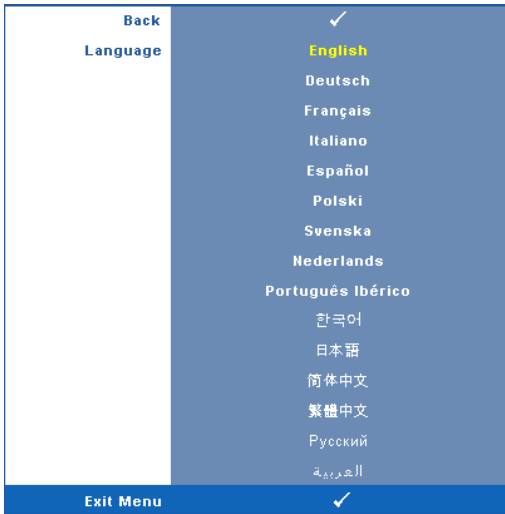 Back ✓
Language English
Deutsch
Français
Italiano
Español
Polski
Svenska
Nederlands
Português Ibérico
한국어
日本語
简体中文
繁體中文
Русский
العربية
Exit Menu ✓